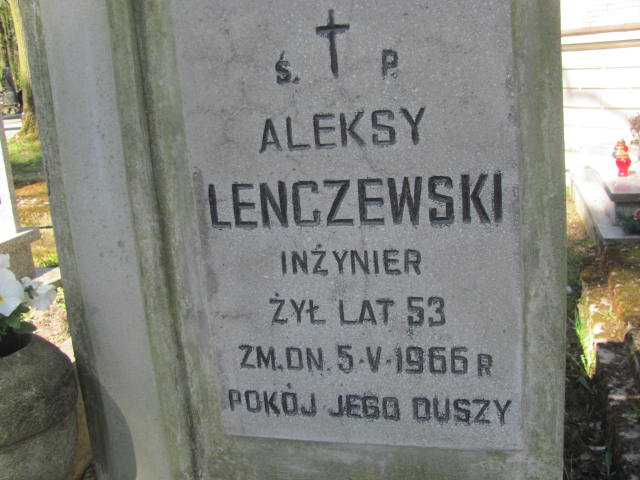 Ś. P.
ALEKSY
LENCZEWSKI
INŻYNIER
ŻYŁ LAT 53
ZM. DN. 5-V-1966 R
POKÓJ JEGO DUSZY